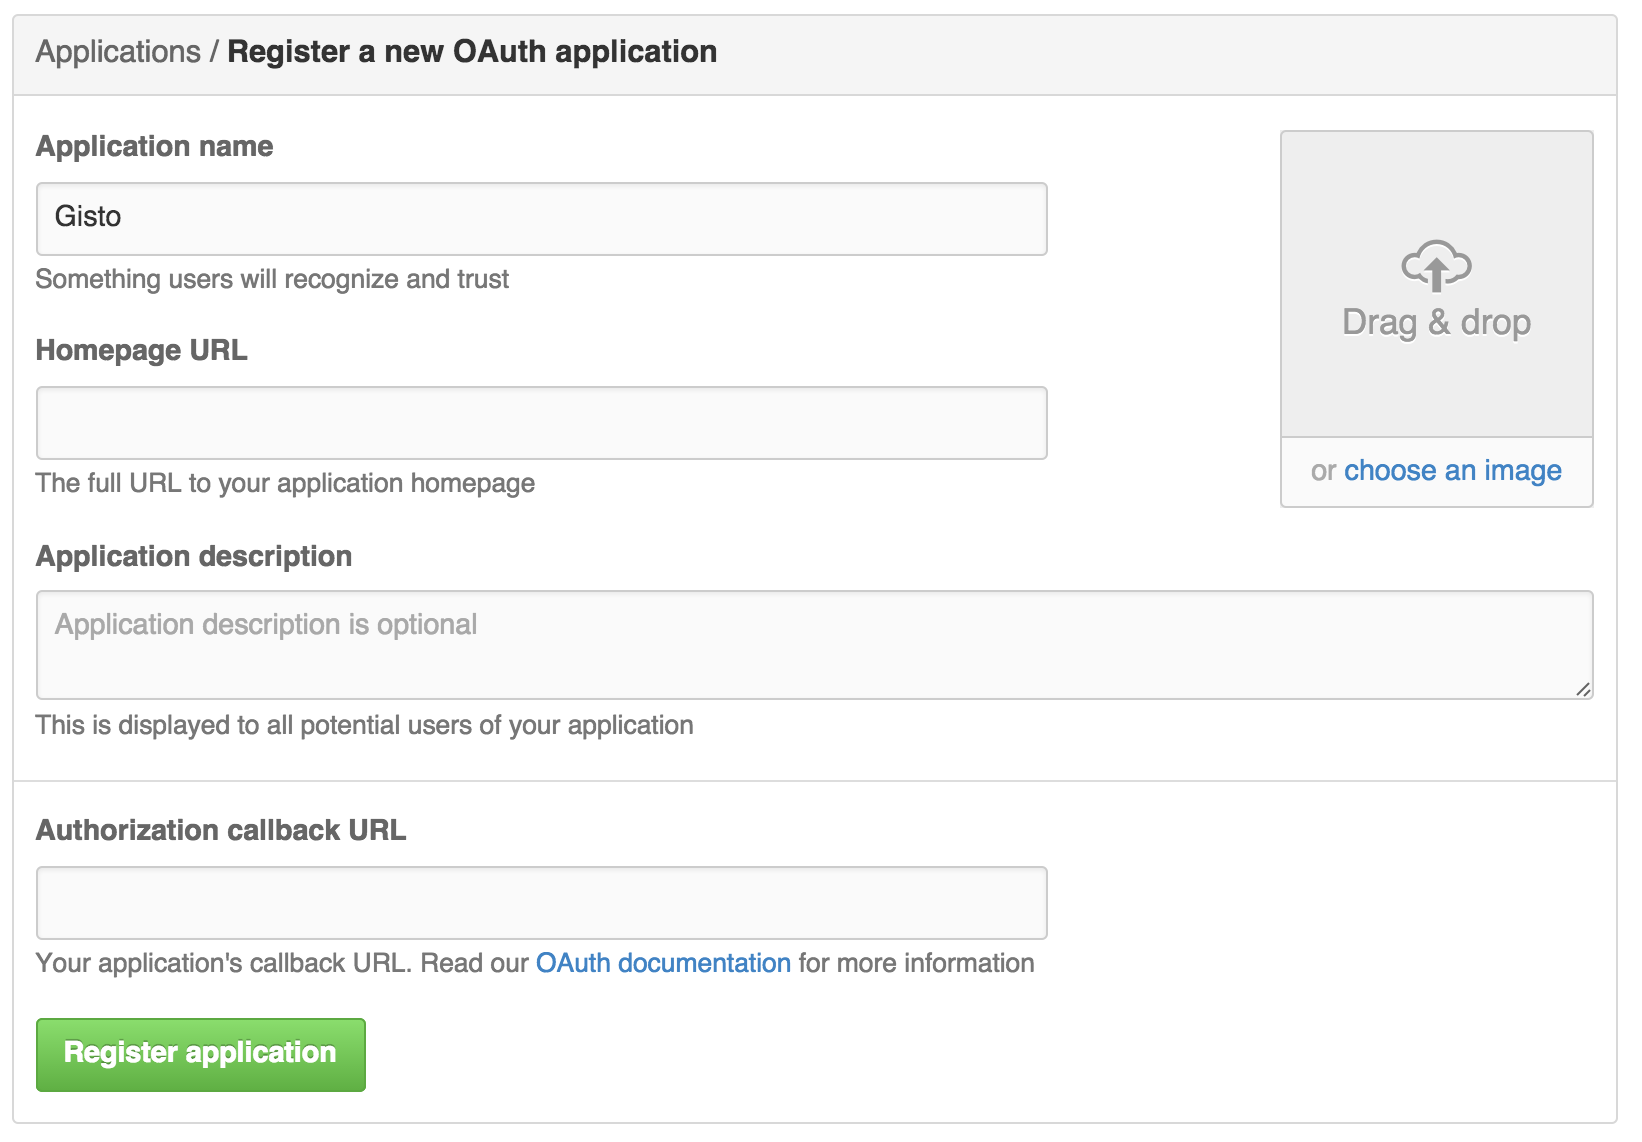 Applications / Register a new OAuth application
Application name
Gisto
Something users will recognize and trust
Homepage URL
The full URL to your application homepage
Drag & drop
or choose an image
Application description
Application description is optional
This is displayed to all potential users of your application
Authorization callback URL
Your application's callback URL. Read our OAuth documentation for more information
Register application